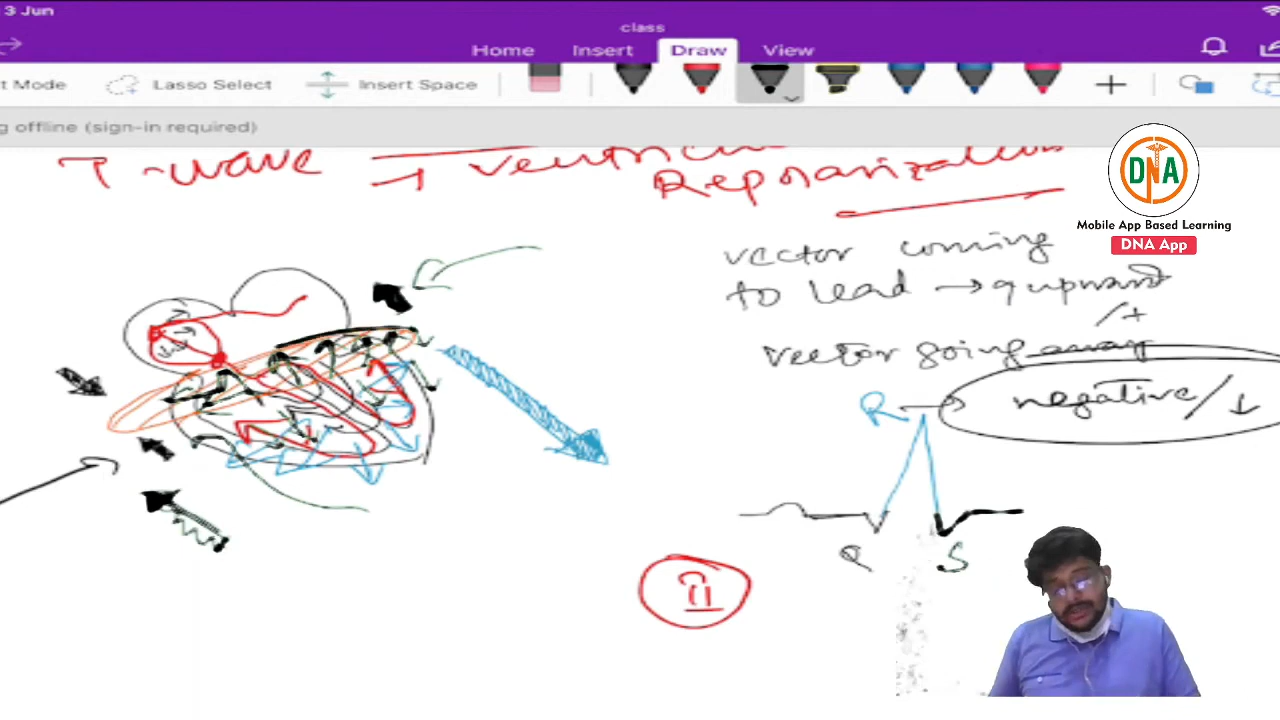 3 Jun
class
Home Insert Draw View
t Mode Lasso Select Insert Space
g offline (sign-in required)
T-wave → ventricu
Repolarization
DNA
Mobile App Based Learning
DNA App
vector coming
to lead → upward
/+
vector going away
R → negative/↓
Q S
II